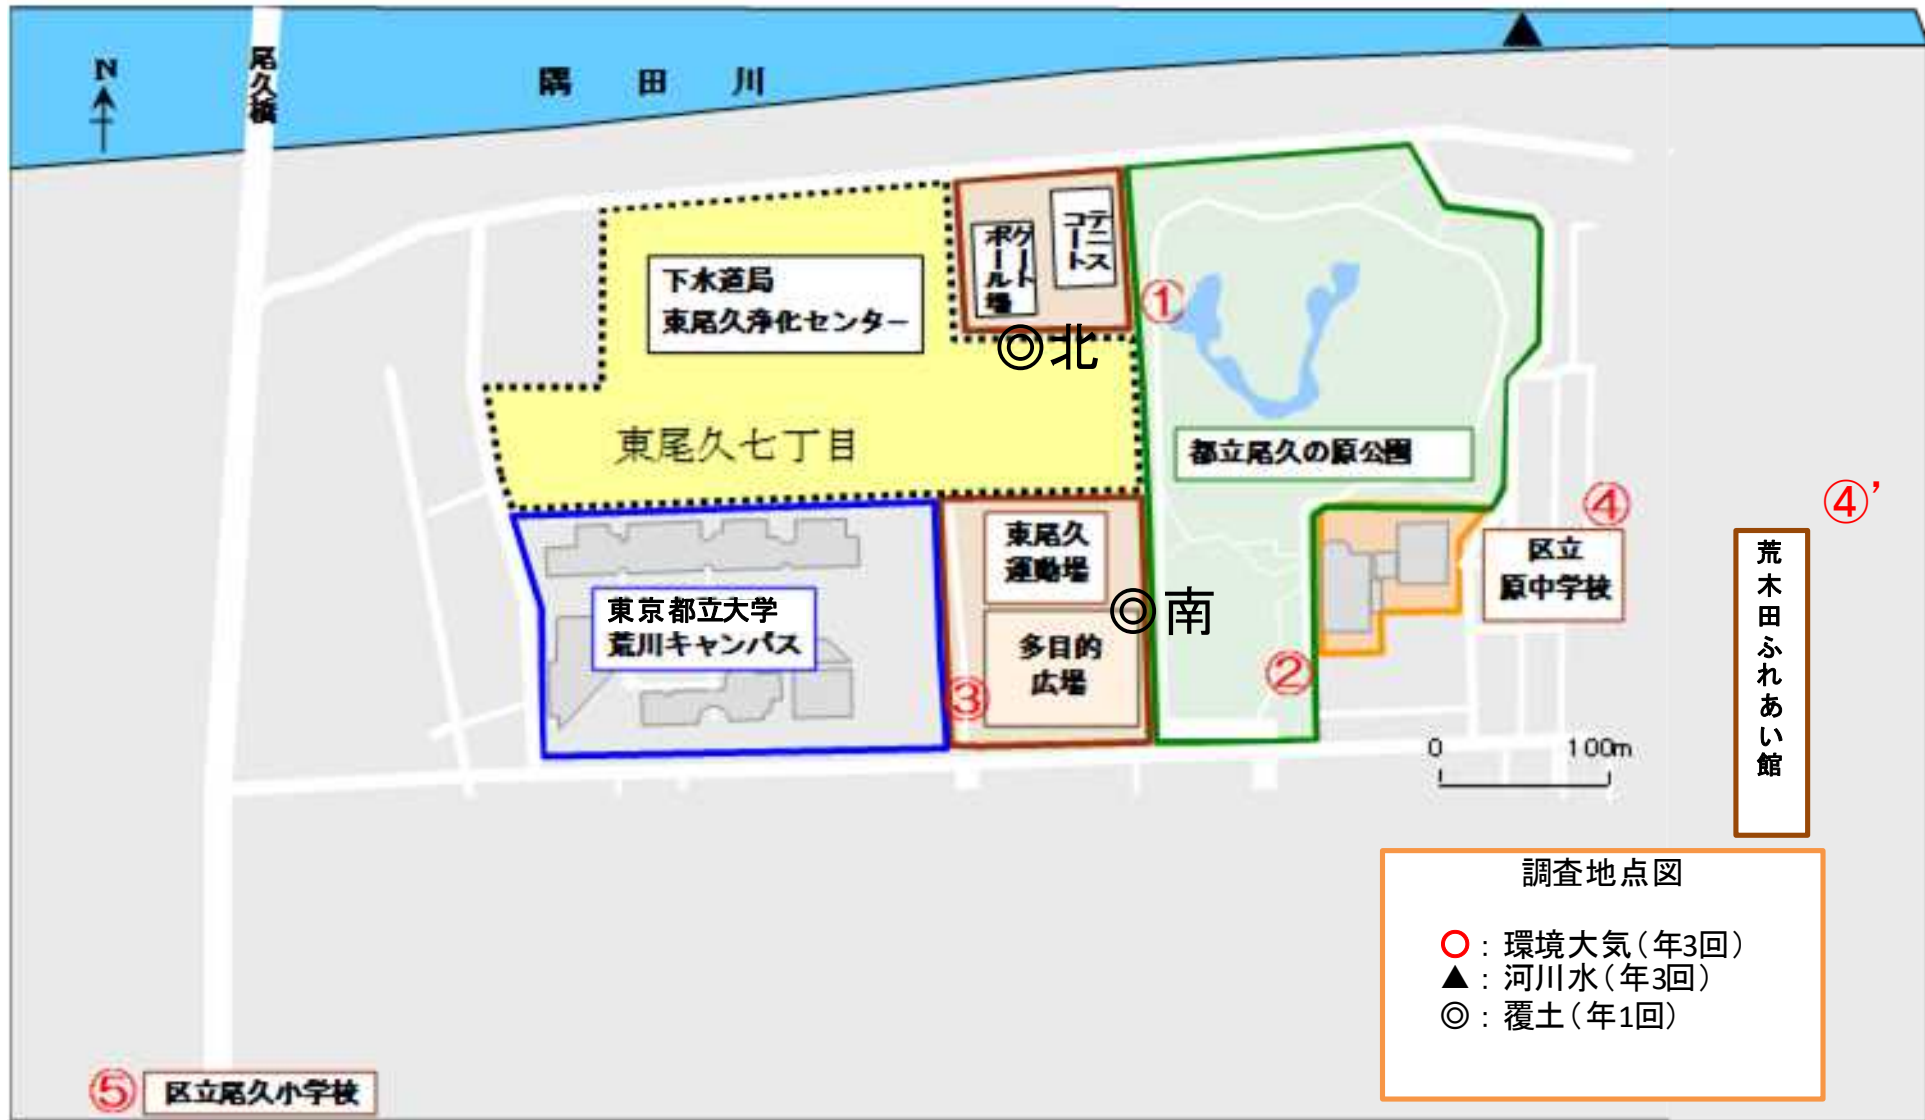 N
尾久橋
隅田川
下水道局
東尾久浄化センター
ゲート
ボール場
テニス
コート
①
◎北
東尾久七丁目
都立尾久の原公園
④
④’
東尾久
運動場
区立
原中学校
荒木田ふれあい館
東京都立大学
荒川キャンパス
◎南
多目的
広場
②
③
0 100m
調査地点図
○：環境大気（年3回）
▲：河川水（年3回）
◎：覆土（年1回）
⑤ 区立尾久小学校